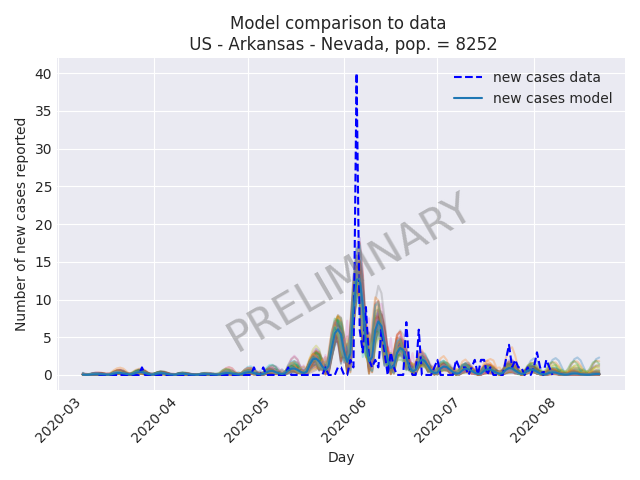 Model comparison to data
US - Arkansas - Nevada, pop. = 8252
Number of new cases reported
40
35
30
25
20
15
10
5
0
new cases data
new cases model
PRELIMINARY
2020-03
2020-04
2020-05
2020-06
2020-07
2020-08
Day